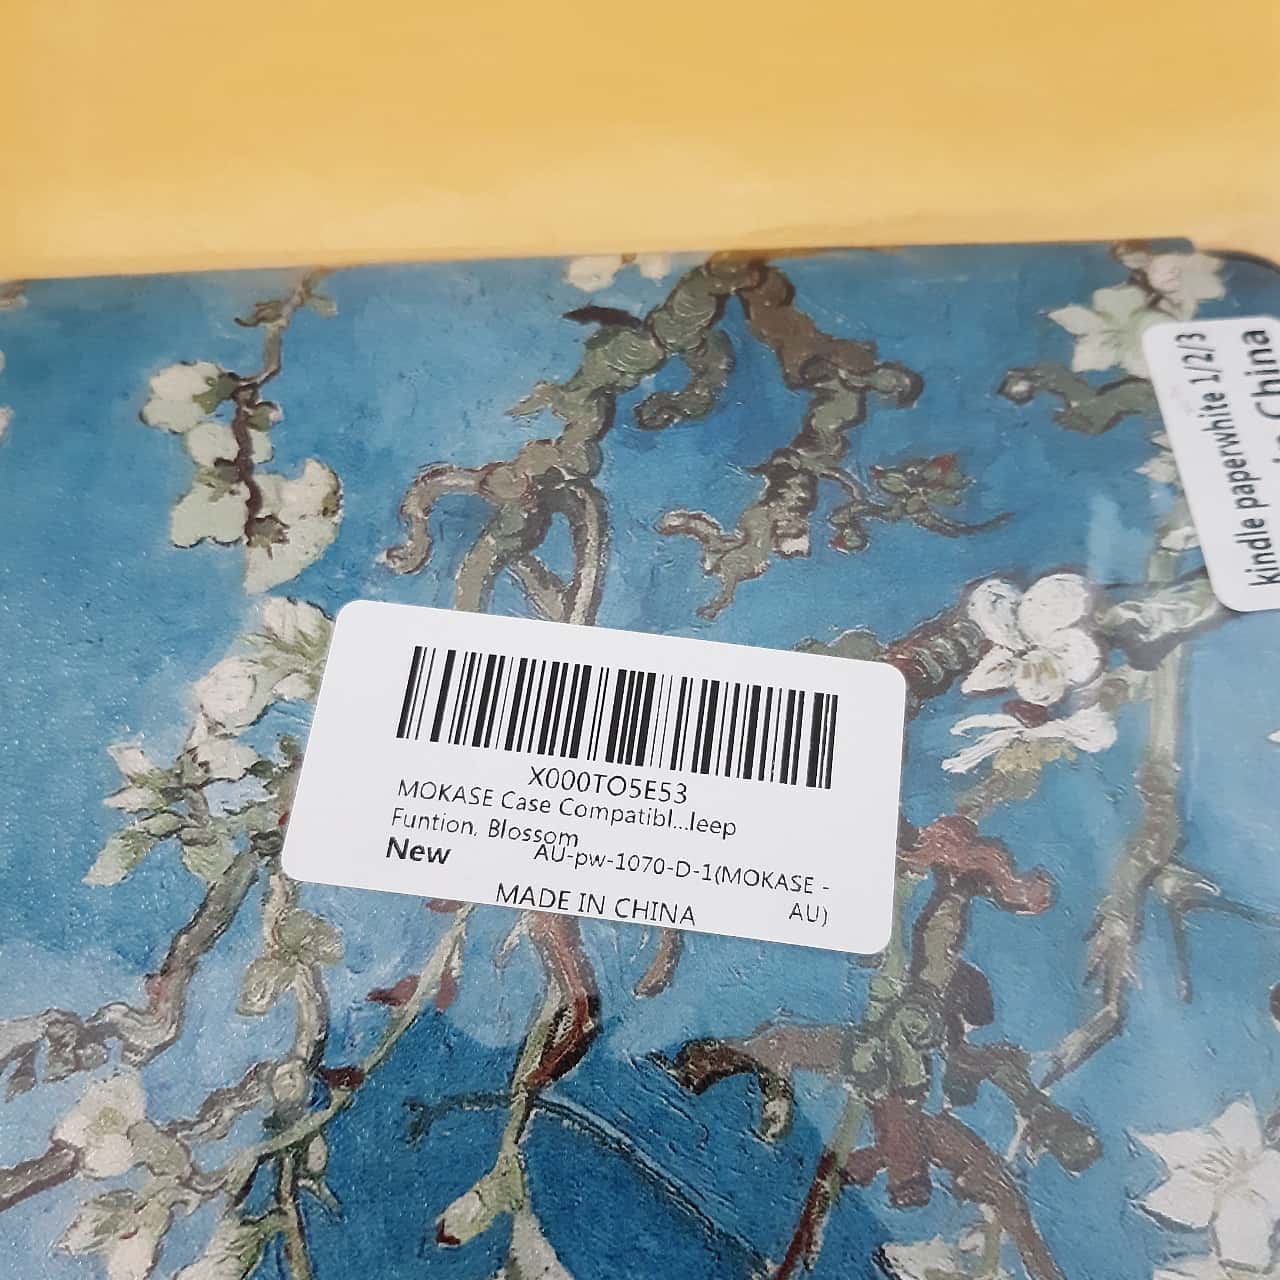 X000TO5E53
MOKASE Case Compatibl...leep
Funtion, Blossom
New
AU-pw-1070-D-1(MOKASE -
AU)
MADE IN CHINA
kindle paperwhite 1/2/3
China